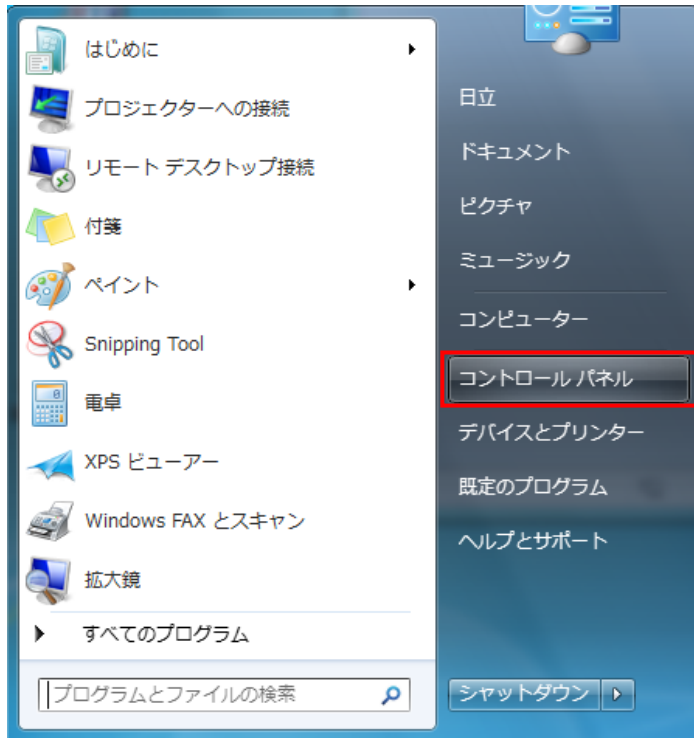 はじめに
プロジェクターへの接続
リモート デスクトップ接続
付箋
ペイント
Snipping Tool
電卓
XPS ビューアー
Windows FAX とスキャン
拡大鏡
すべてのプログラム
プログラムとファイルの検索
日立
ドキュメント
ピクチャ
ミュージック
コンピューター
コントロール パネル
デバイスとプリンター
既定のプログラム
ヘルプとサポート
シャットダウン